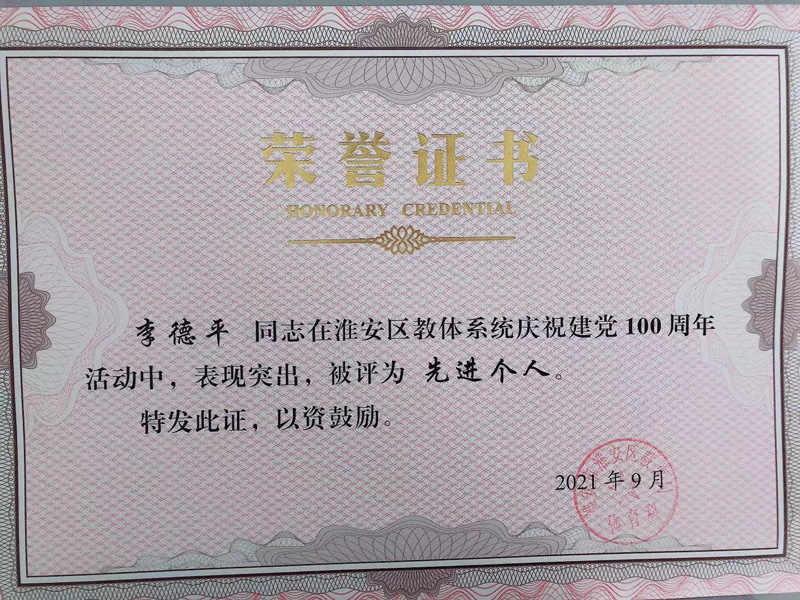 荣誉证书
HONORARY CREDENTIAL
李德平 同志在淮安区教体系统庆祝建党100周年
活动中，表现突出，被评为 先进个人。
特发此证，以资鼓励。
2021年9月